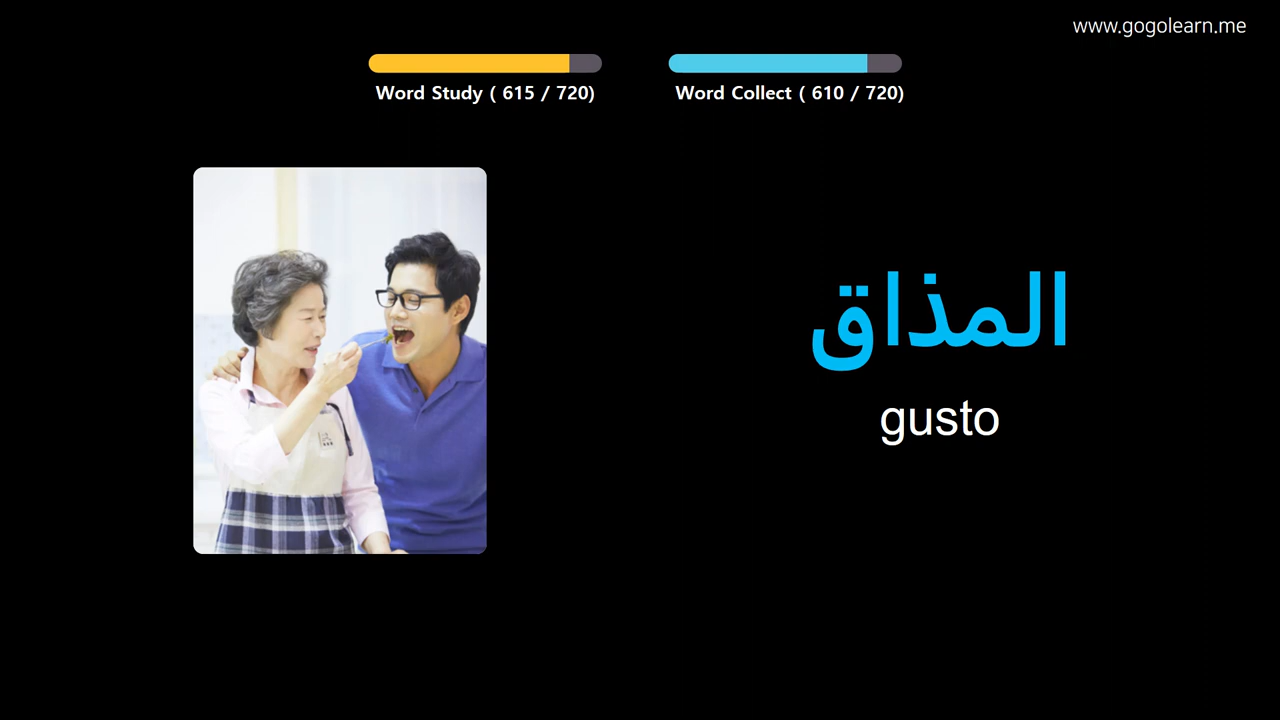 www.gogolearn.me
Word Study ( 615 / 720)
Word Collect ( 610 / 720)
المذاق
gusto